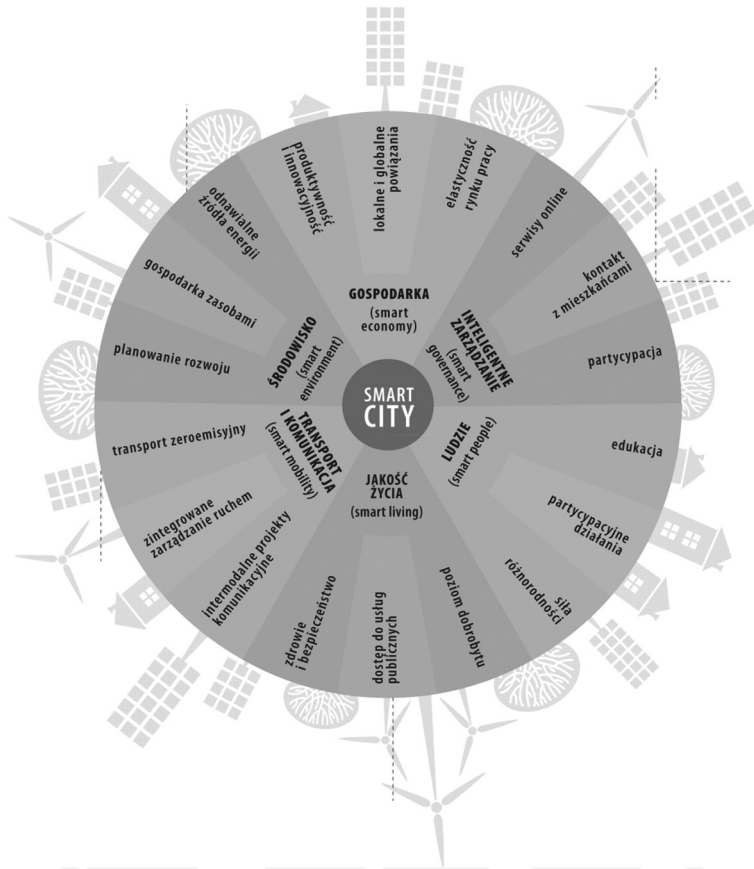 SMART
CITY
GOSPODARKA
(smart
economy)
produktywność
i innowacyjność
lokalne i globalne
powiązania
elastyczność
rynku pracy
INTELIGENTNE
ZARZĄDZANIE
(smart
governance)
serwisy online
kontakt
z mieszkańcami
partycypacja
LUDZIE
(smart people)
edukacja
partycypacyjne
działania
siła
różnorodności
JAKOŚĆ
ŻYCIA
(smart living)
poziom dobrobytu
dostęp do usług
publicznych
zdrowie
i bezpieczeństwo
TRANSPORT
I KOMUNIKACJA
(smart mobility)
intermodalne projekty
komunikacyjne
zintegrowane
zarządzanie ruchem
transport zeroemisyjny
ŚRODOWISKO
(smart
environment)
planowanie rozwoju
gospodarka zasobami
odnawialne
źródła energii